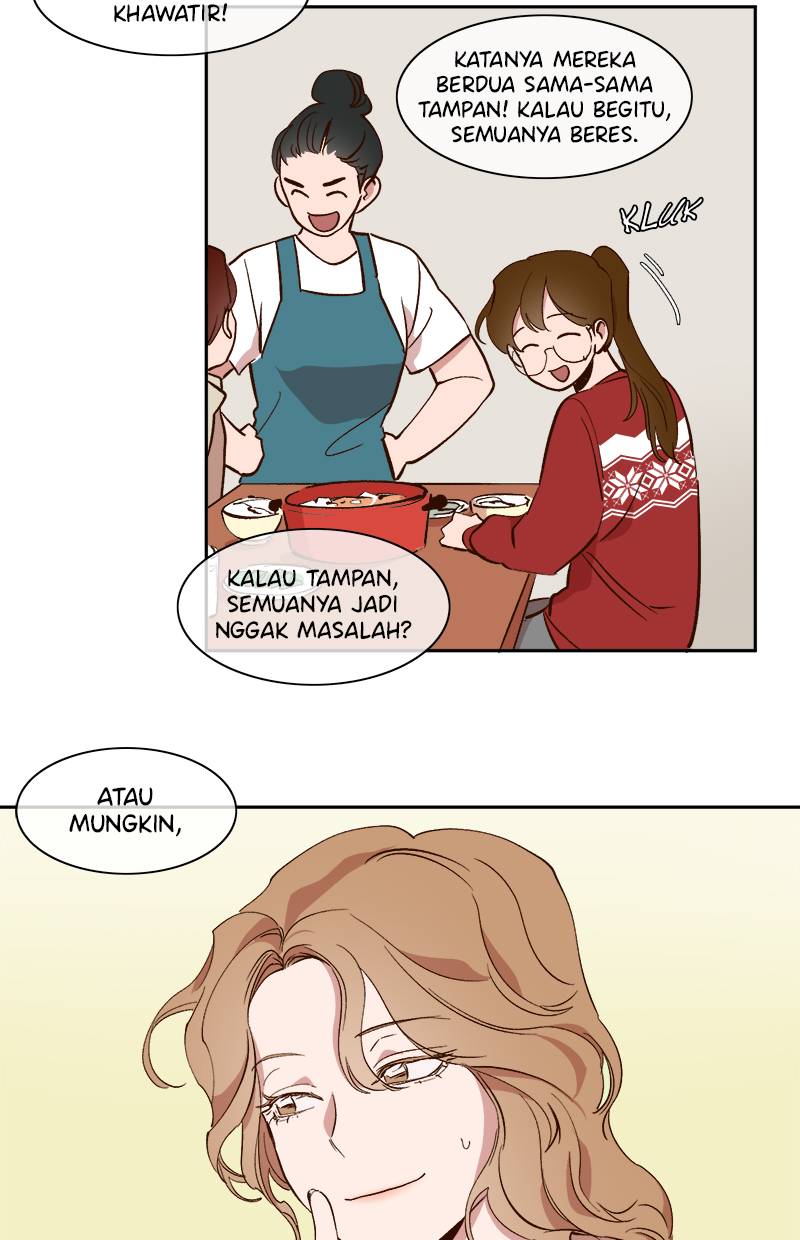 KHAWATIR!
KATANYA MEREKA
BERDUA SAMA-SAMA
TAMPAN! KALAU BEGITU,
SEMUANYA BERES.
KLUK
KALAU TAMPAN,
SEMUANYA JADI
NGGAK MASALAH?
ATAU
MUNGKIN,